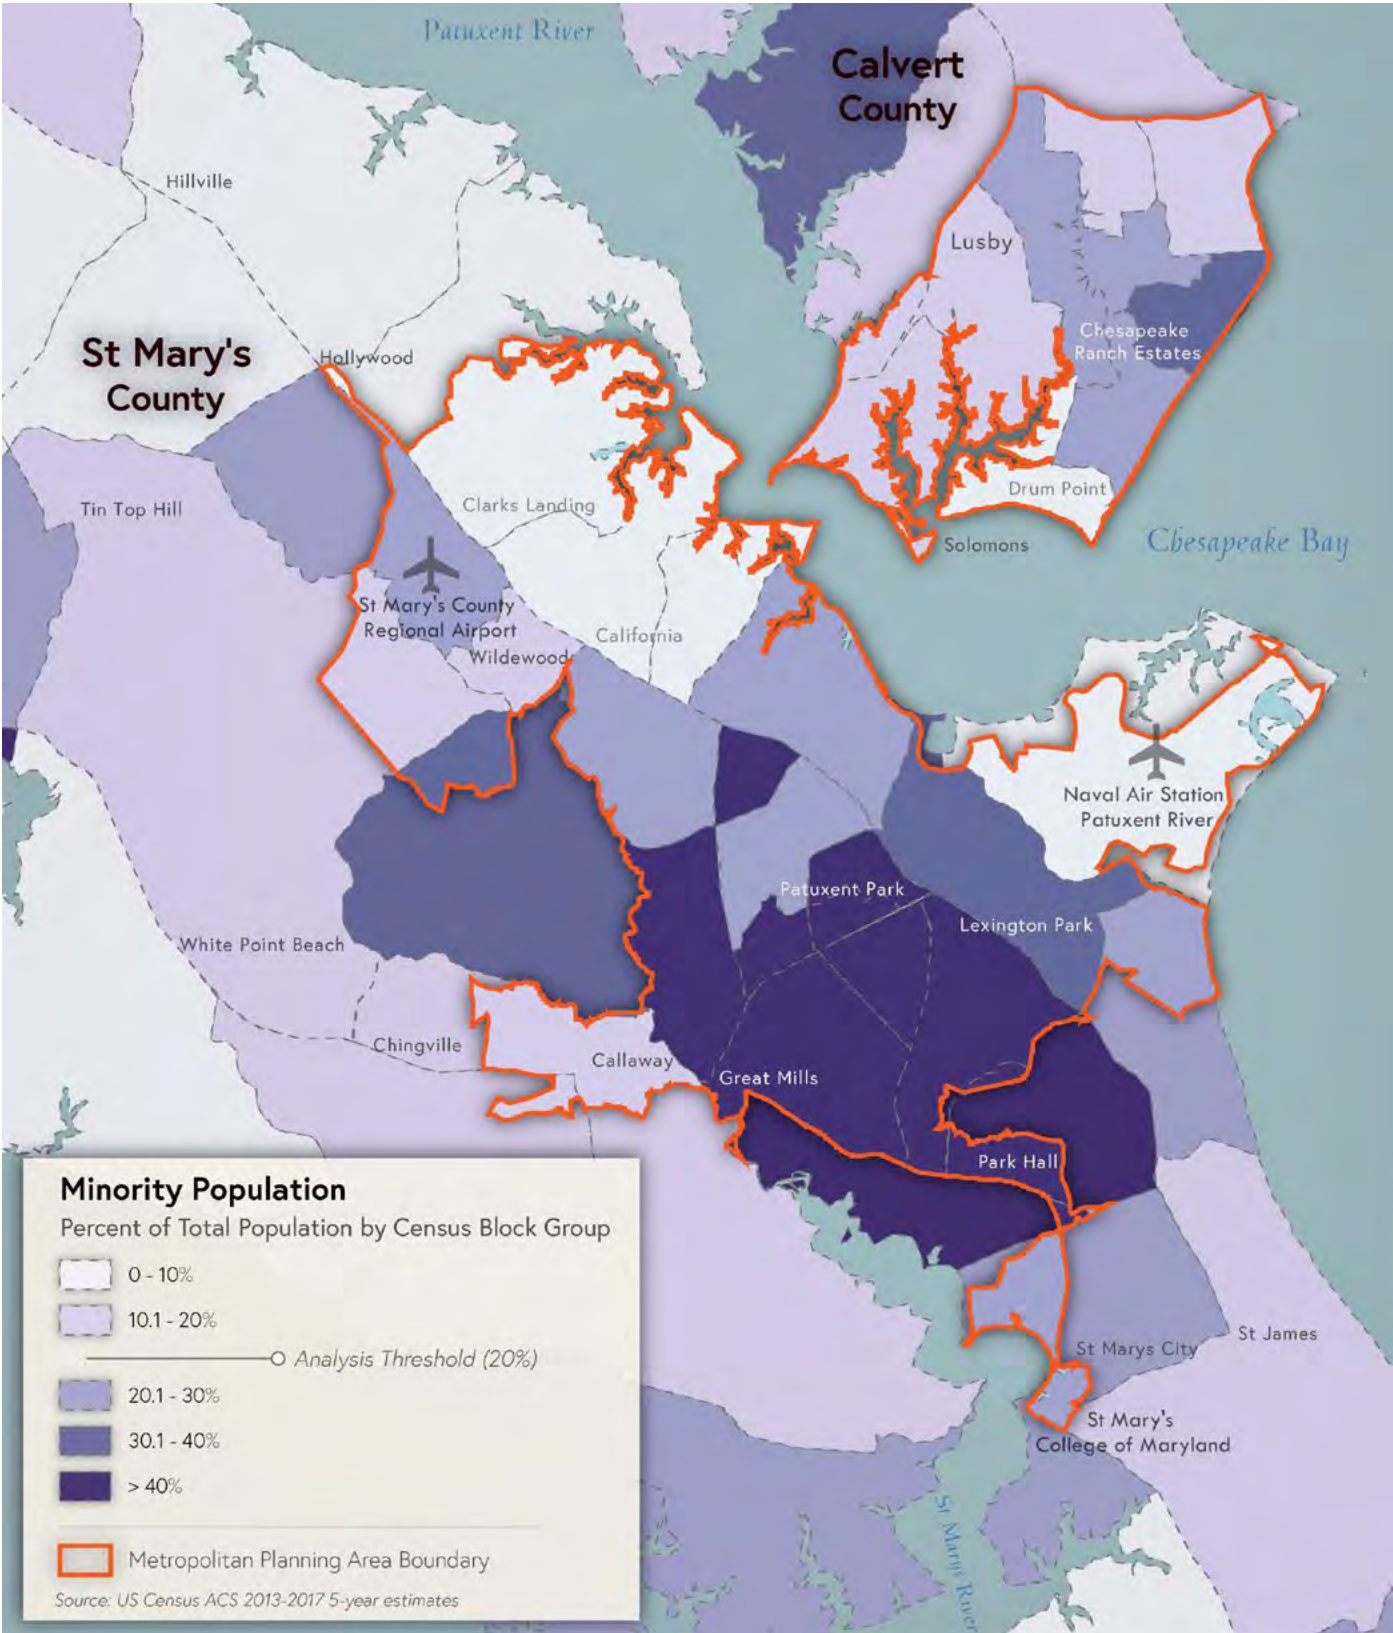 Patuxent River
Calvert
County
Hillville
Lusby
St Mary's
County
Hollywood
Chesapeake
Ranch Estates
Tin Top Hill
Clarks Landing
Drum Point
Solomons
Chesapeake Bay
St Mary's County
Regional Airport
California
Wildewood
Naval Air Station
Patuxent River
Patuxent Park
Lexington Park
White Point Beach
Chingville
Callaway
Great Mills
Park Hall
St James
St Marys City
St Mary's
College of Maryland
St Marys River
Minority Population
Percent of Total Population by Census Block Group
0 - 10%
10.1 - 20%
Analysis Threshold (20%)
20.1 - 30%
30.1 - 40%
> 40%
Metropolitan Planning Area Boundary
Source: US Census ACS 2013-2017 5-year estimates